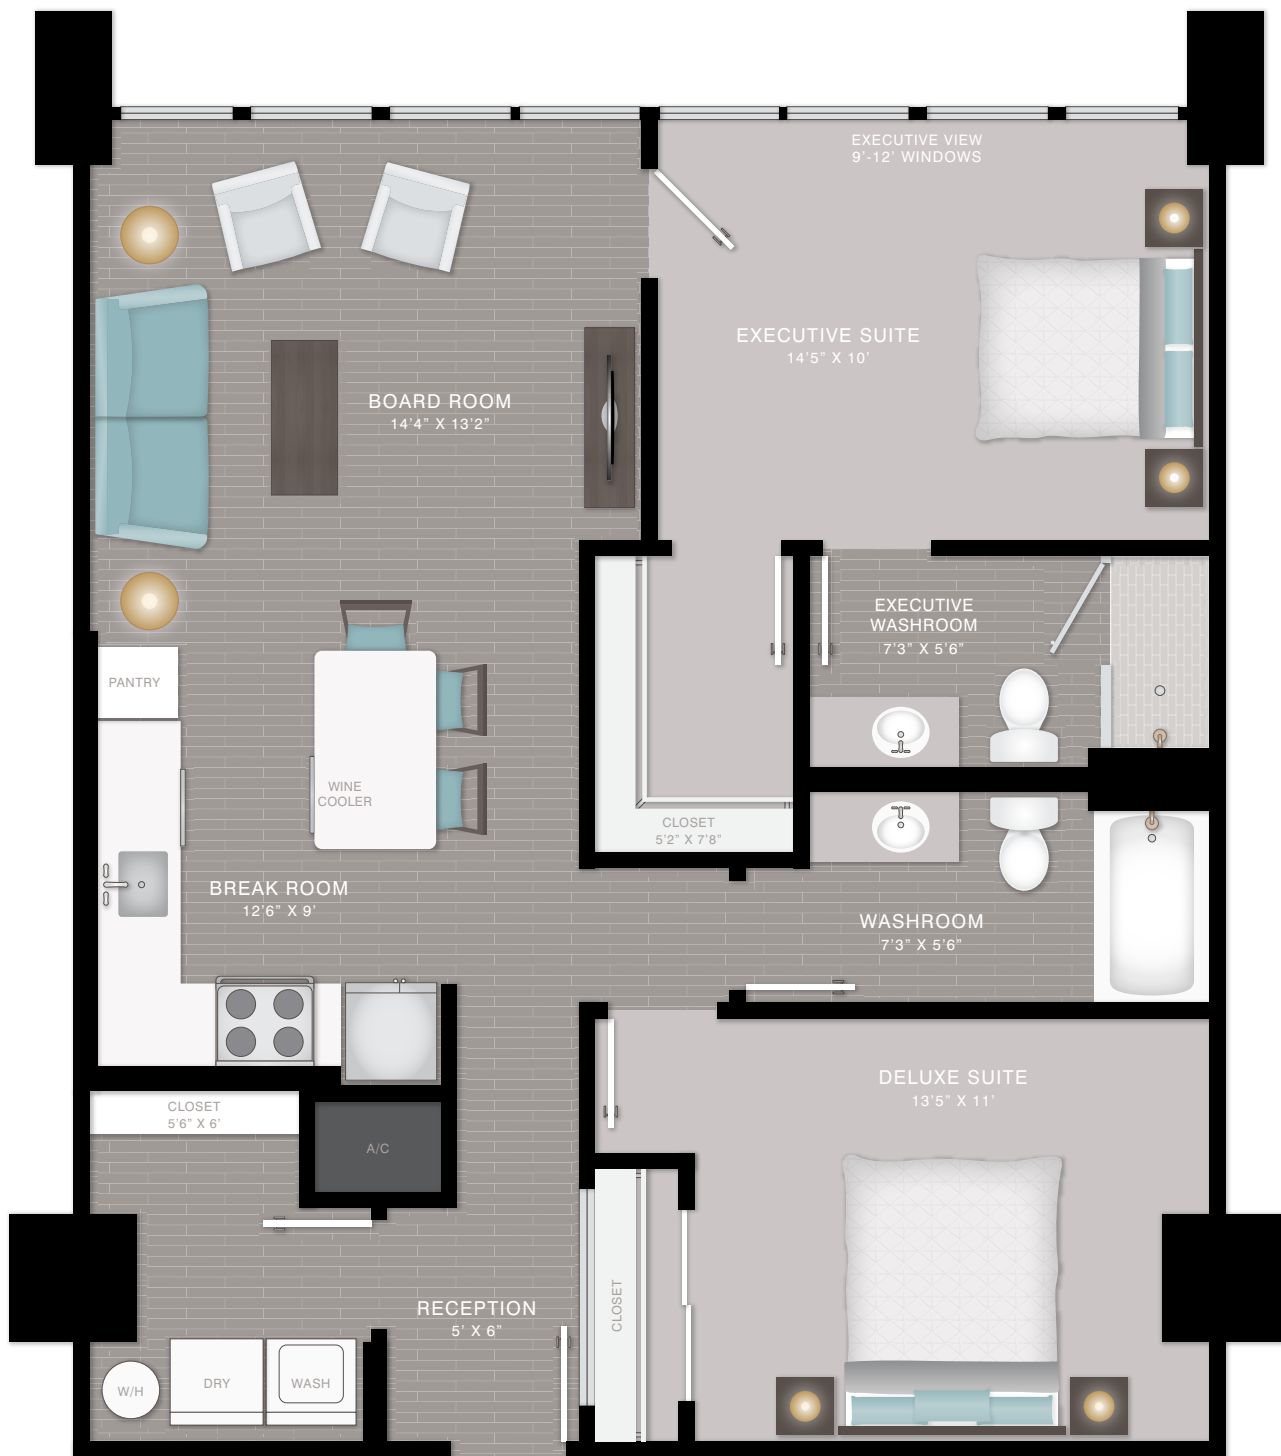 EXECUTIVE VIEW
9'-12' WINDOWS
EXECUTIVE SUITE
14'5" X 10'
BOARD ROOM
14'4" X 13'2"
EXECUTIVE
WASHROOM
7'3" X 5'6"
PANTRY
WINE
COOLER
CLOSET
5'2" X 7'8"
BREAK ROOM
12'6" X 9'
WASHROOM
7'3" X 5'6"
DELUXE SUITE
13'5" X 11'
CLOSET
5'6" X 6'
A/C
CLOSET
RECEPTION
5' X 6"
W/H
DRY
WASH